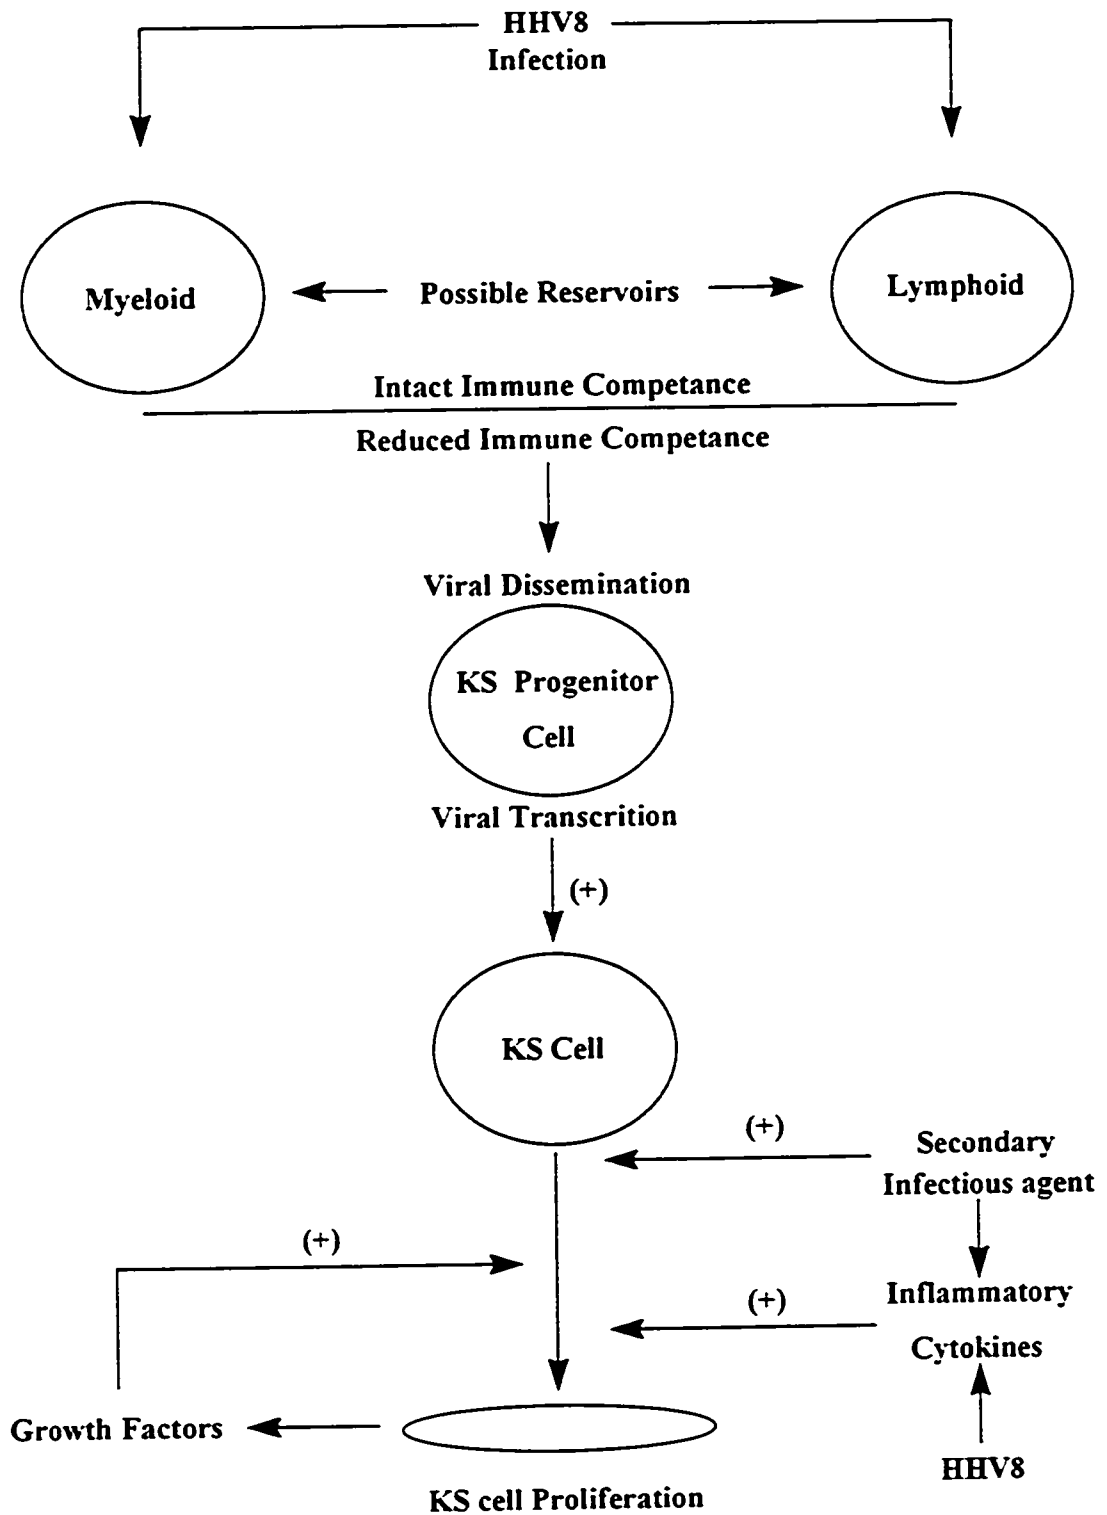 HHV8
Infection
Myeloid
Possible Reservoirs
Lymphoid
Intact Immune Competance
Reduced Immune Competance
Viral Dissemination
KS Progenitor
Cell
Viral Transcrition
(+)
KS Cell
(+)
Secondary
Infectious agent
(+)
(+)
Inflammatory
Cytokines
Growth Factors
HHV8
KS cell Proliferation